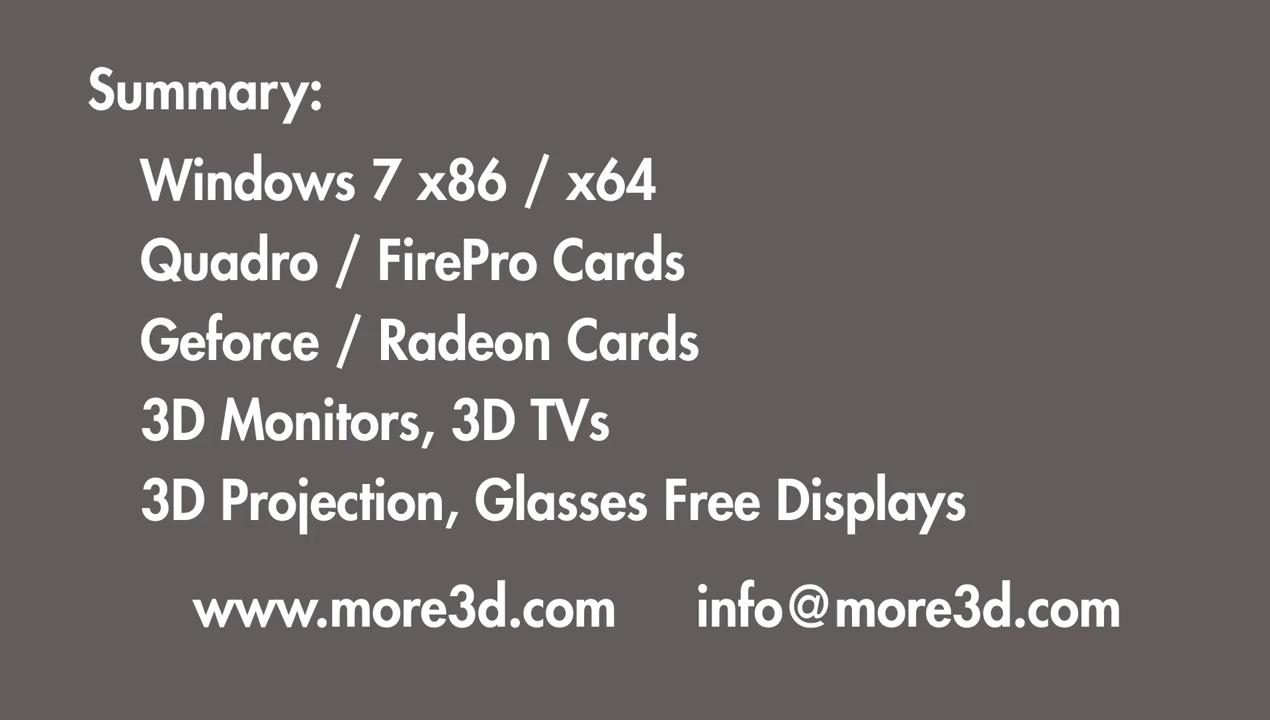 Summary:
Windows 7 x86 / x64
Quadro / FirePro Cards
Geforce / Radeon Cards
3D Monitors, 3D TVs
3D Projection, Glasses Free Displays
www.more3d.com info@more3d.com